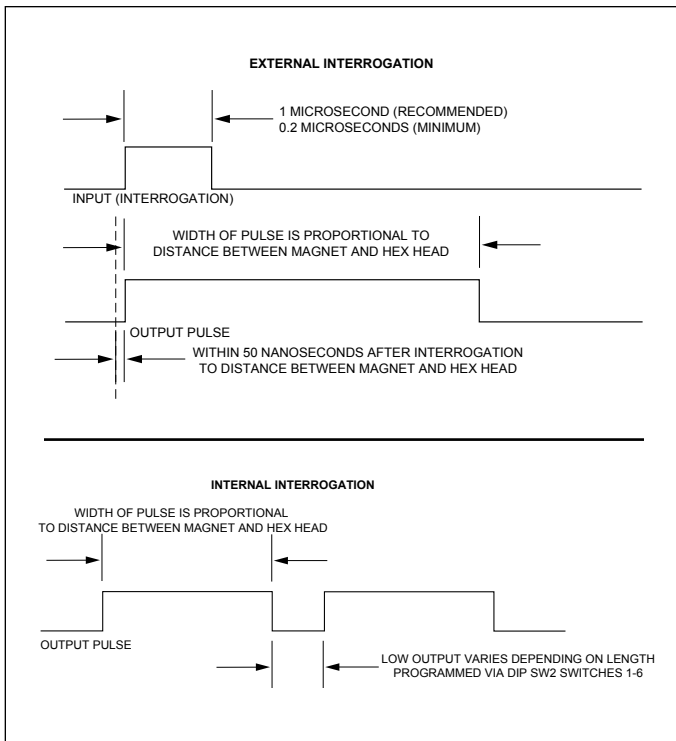 EXTERNAL INTERROGATION
1 MICROSECOND (RECOMMENDED)
0.2 MICROSECONDS (MINIMUM)
INPUT (INTERROGATION)
WIDTH OF PULSE IS PROPORTIONAL TO
DISTANCE BETWEEN MAGNET AND HEX HEAD
OUTPUT PULSE
WITHIN 50 NANOSECONDS AFTER INTERROGATION
TO DISTANCE BETWEEN MAGNET AND HEX HEAD
INTERNAL INTERROGATION
WIDTH OF PULSE IS PROPORTIONAL
TO DISTANCE BETWEEN MAGNET AND HEX HEAD
OUTPUT PULSE
LOW OUTPUT VARIES DEPENDING ON LENGTH
PROGRAMMED VIA DIP SW2 SWITCHES 1-6